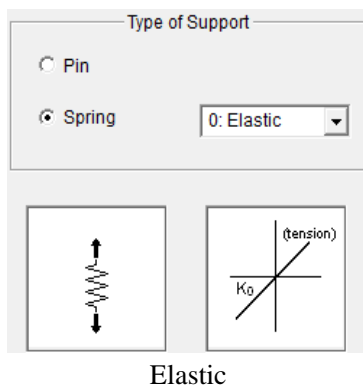 Type of Support
Pin
Spring
0: Elastic
(tension)
K0
Elastic